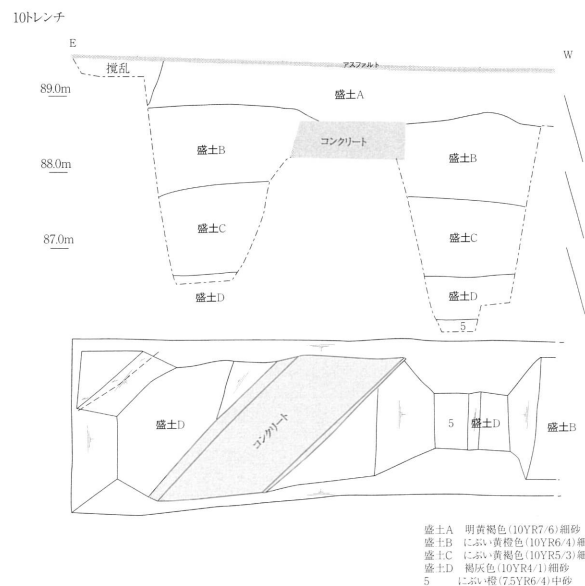 10トレンチ
E
W
撹乱
アスファルト
89.0m
盛土A
コンクリート
盛土B
盛土B
88.0m
盛土C
盛土C
87.0m
盛土D
盛土D
5
盛土D
コンクリート
5
盛土D
盛土B
盛土A 明黄褐色(10YR7/6)細砂
盛土B にぶい黄橙色(10YR6/4)細
盛土C にぶい黄褐色(10YR5/3)細
盛土D 褐灰色(10YR4/1)細砂
5 にぶい橙(7.5YR6/4)中砂